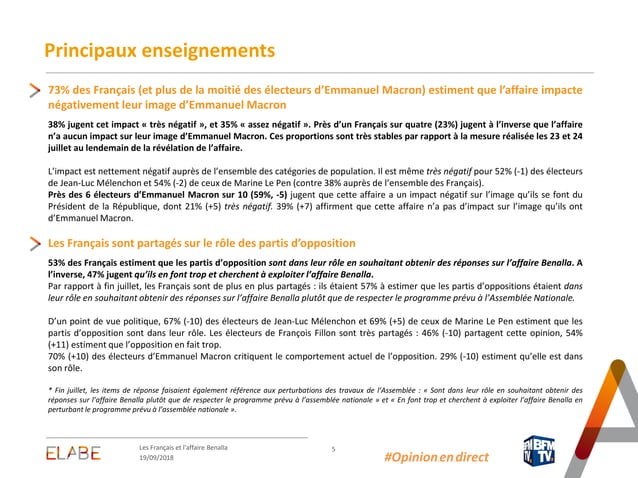 Principaux enseignements
73% des Français (et plus de la moitié des électeurs d’Emmanuel Macron) estiment que l’affaire impacte
négativement leur image d’Emmanuel Macron
38% jugent cet impact « très négatif », et 35% « assez négatif ». Près d’un Français sur quatre (23%) jugent à l’inverse que l’affaire
n’a aucun impact sur leur image d’Emmanuel Macron. Ces proportions sont très stables par rapport à la mesure réalisée les 23 et 24
juillet au lendemain de la révélation de l’affaire.
L’impact est nettement négatif auprès de l’ensemble des catégories de population. Il est même très négatif pour 52% (-1) des électeurs
de Jean-Luc Mélenchon et 54% (-2) de ceux de Marine Le Pen (contre 38% auprès de l’ensemble des Français).
Près des 6 électeurs d’Emmanuel Macron sur 10 (59%, -5) jugent que cette affaire a un impact négatif sur l’image qu’ils se font du
Président de la République, dont 21% (+5) très négatif. 39% (+7) affirment que cette affaire n’a pas d’impact sur l’image qu’ils ont
d’Emmanuel Macron.
Les Français sont partagés sur le rôle des partis d’opposition
53% des Français estiment que les partis d’opposition sont dans leur rôle en souhaitant obtenir des réponses sur l’affaire Benalla. A
l’inverse, 47% jugent qu’ils en font trop et cherchent à exploiter l’affaire Benalla.
Par rapport à fin juillet, les Français sont de plus en plus partagés : ils étaient 57% à estimer que les partis d’oppositions étaient dans
leur rôle en souhaitant obtenir des réponses sur l’affaire Benalla plutôt que de respecter le programme prévu à l’Assemblée Nationale.
D’un point de vue politique, 67% (-10) des électeurs de Jean-Luc Mélenchon et 69% (+5) de ceux de Marine Le Pen estiment que les
partis d’opposition sont dans leur rôle. Les électeurs de François Fillon sont très partagés : 46% (-10) partagent cette opinion, 54%
(+11) estiment que l’opposition en fait trop.
70% (+10) des électeurs d’Emmanuel Macron critiquent le comportement actuel de l’opposition. 29% (-10) estiment qu’elle est dans
son rôle.
* Fin juillet, les items de réponse faisaient également référence aux perturbations des travaux de l’Assemblée : « Sont dans leur rôle en souhaitant obtenir des
réponses sur l’affaire Benalla plutôt que de respecter le programme prévu à l’assemblée nationale » et « En font trop et cherchent à exploiter l’affaire Benalla en
perturbant le programme prévu à l’assemblée nationale ».
ELABE
Les Français et l’affaire Benalla
19/09/2018
5
#Opinionendirect
BFM
TV.